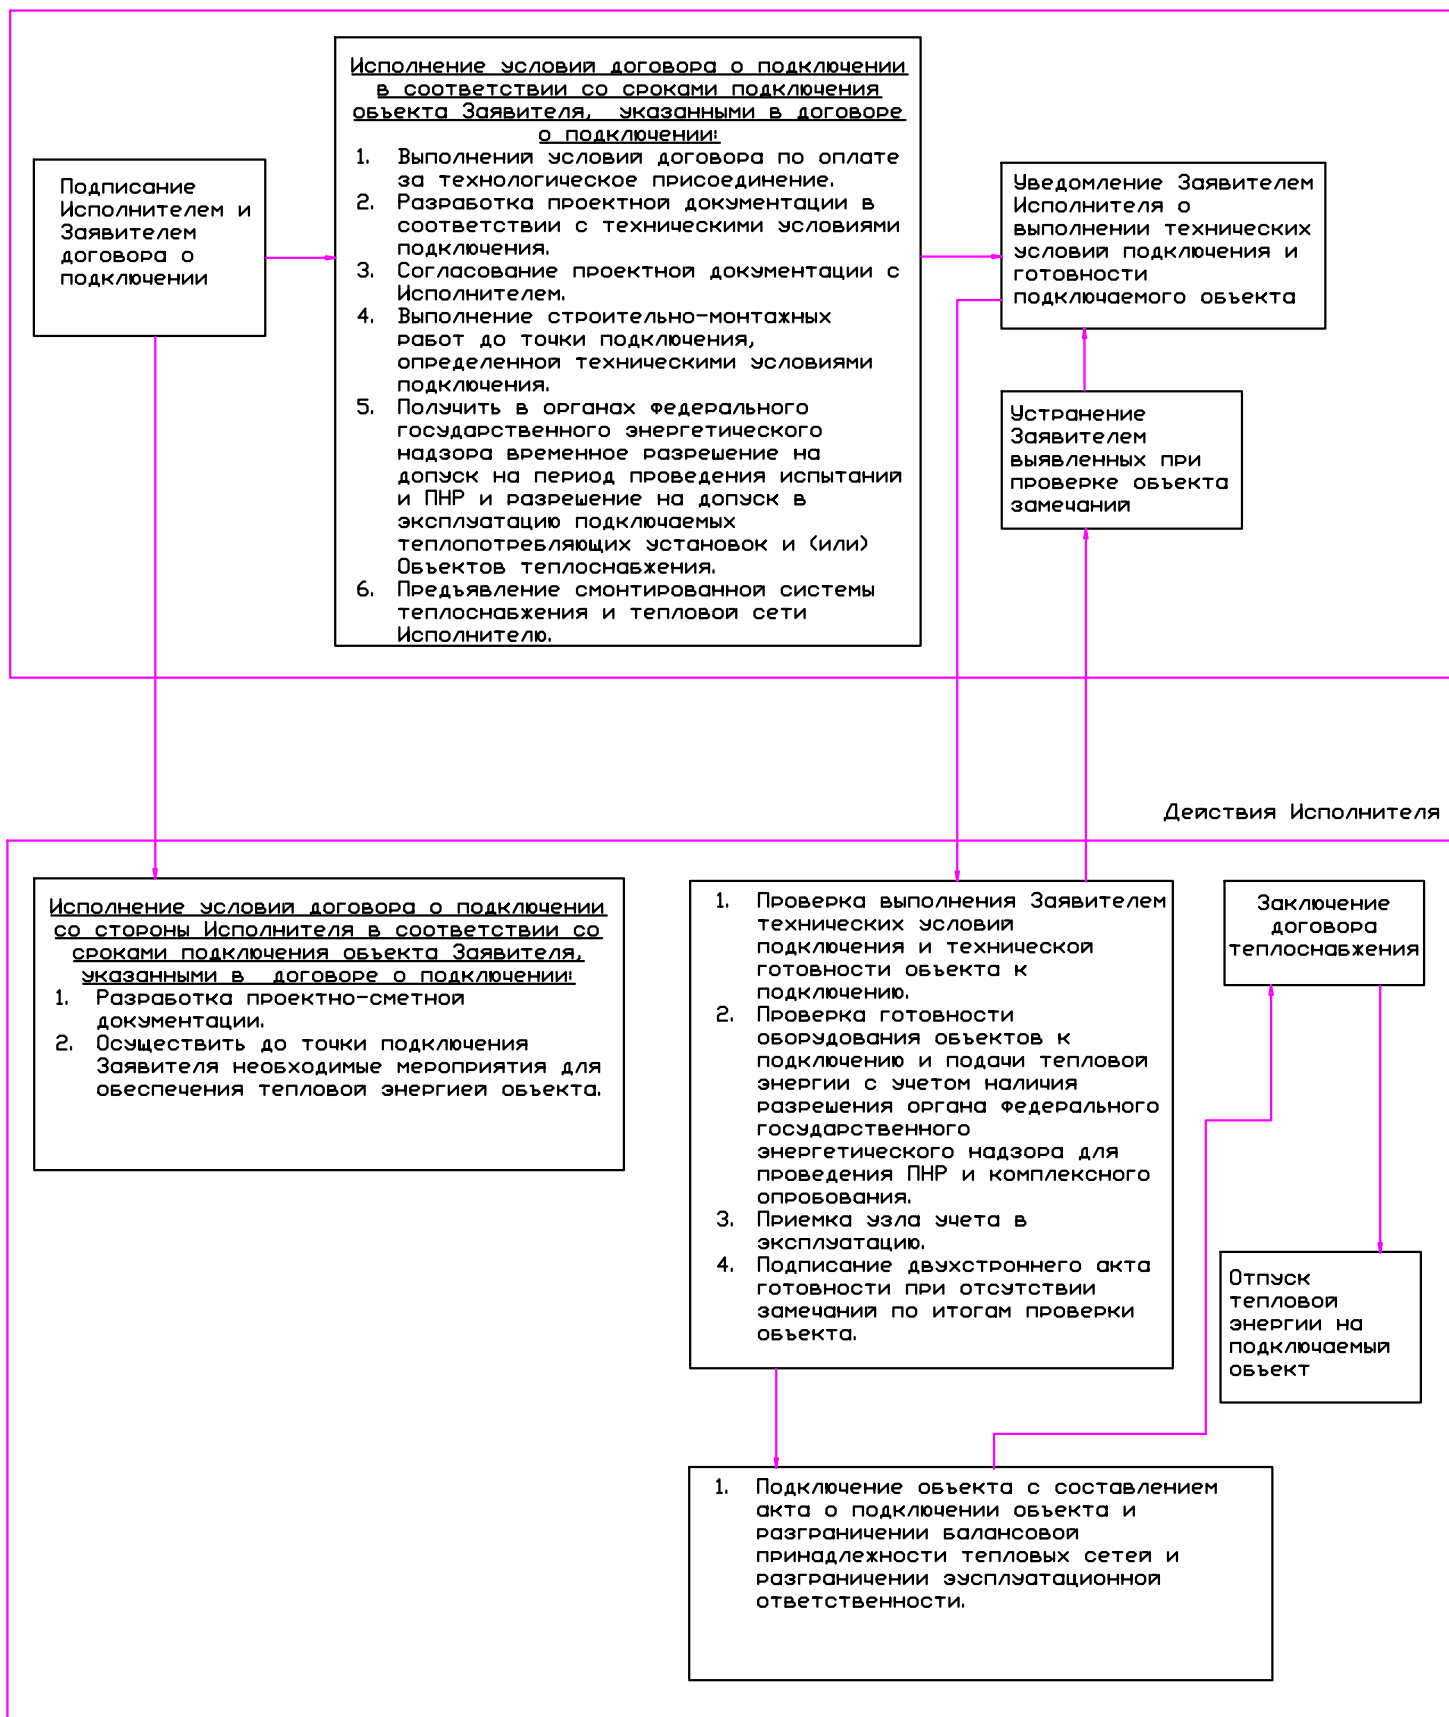 Подписание
Исполнителем и
Заявителем
договора о
подключении
Исполнение условий договора о подключении
в соответствии со сроками подключения
объекта Заявителя, указанными в договоре
о подключении:
1. Выполнений условий договора по оплате
за технологическое присоединение.
2. Разработка проектной документации в
соответствии с техническими условиями
подключения.
3. Согласование проектной документации с
Исполнителем.
4. Выполнение строительно-монтажных
работ до точки подключения,
определенной техническими условиями
подключения.
5. Получить в органах федерального
государственного энергетического
надзора временное разрешение на
допуск на период проведения испытаний
и ПНР и разрешение на допуск в
эксплуатацию подключаемых
теплопотребляющих установок и (или)
Объектов теплоснабжения.
6. Предъявление смонтированной системы
теплоснабжения и тепловой сети
Исполнителю.
Уведомление Заявителем
Исполнителя о
выполнении технических
условий подключения и
готовности
подключаемого объекта
Устранение
Заявителем
выявленных при
проверке объекта
замечаний
Действия Исполнителя
Исполнение условий договора о подключении
со стороны Исполнителя в соответствии со
сроками подключения объекта Заявителя,
указанными в договоре о подключении:
1. Разработка проектно-сметной
документации.
2. Осуществить до точки подключения
Заявителя необходимые мероприятия для
обеспечения тепловой энергией объекта.
1. Проверка выполнения Заявителем
технических условий
подключения и технической
готовности объекта к
подключению.
2. Проверка готовности
оборудования объектов к
подключению и подачи тепловой
энергии с учетом наличия
разрешения органа федерального
государственного
энергетического надзора для
проведения ПНР и комплексного
опробования.
3. Приемка узла учета в
эксплуатацию.
4. Подписание двухстроннего акта
готовности при отсутствии
замечаний по итогам проверки
объекта.
Заключение
договора
теплоснабжения
Отпуск
тепловой
энергии на
подключаемый
объект
1. Подключение объекта с составлением
акта о подключении объекта и
разграничении балансовой
принадлежности тепловых сетей и
разграничении эусплуатационной
ответственности.